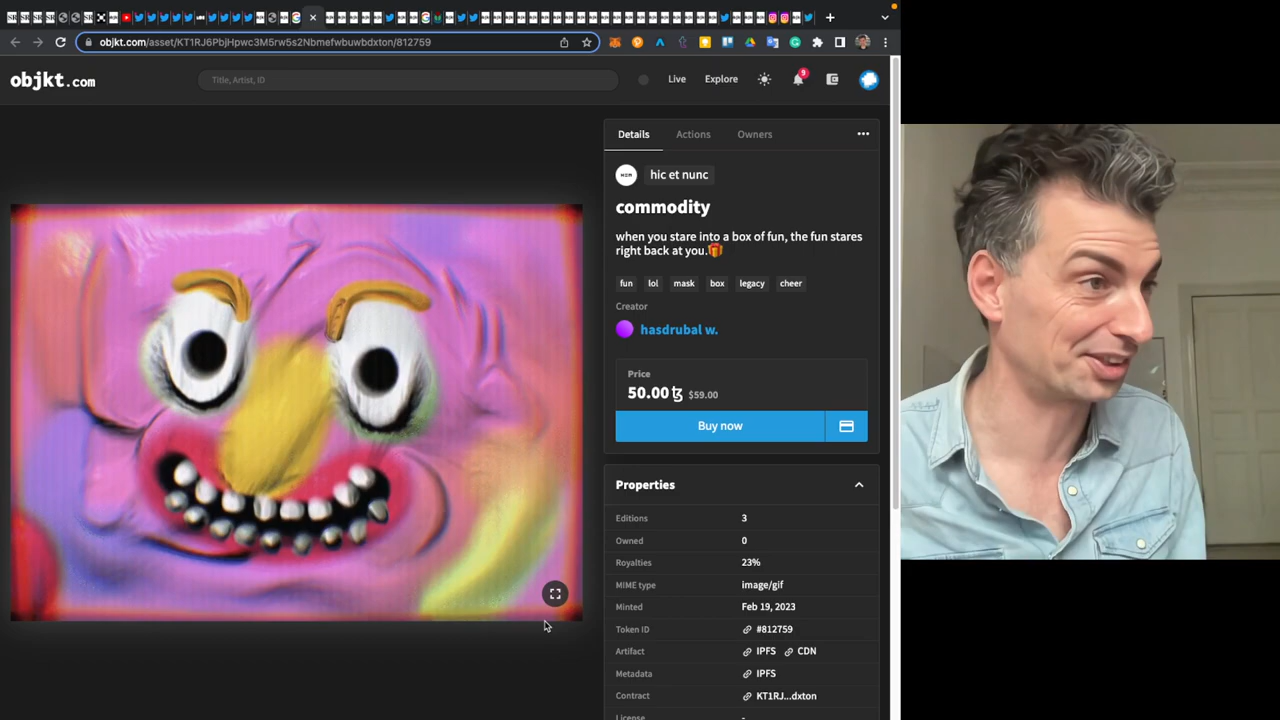 objkt.com/asset/KT1RJ6PbjHpwc3M5rw5s2Nbmefwbuwbdxton/812759
objkt.com
Title, Artist, ID
Live
Explore
9
Details
Actions
Owners
hic et nunc
commodity
when you stare into a box of fun, the fun stares
right back at you.🎁
fun
lol
mask
box
legacy
cheer
Creator
hasdrubal w.
Price
50.00 ꜩ $59.00
Buy now
Properties
Editions 3
Owned 0
Royalties 23%
MIME type image/gif
Minted Feb 19, 2023
Token ID #812759
Artifact IPFS CDN
Metadata IPFS
Contract KT1RJ...dxton
License -